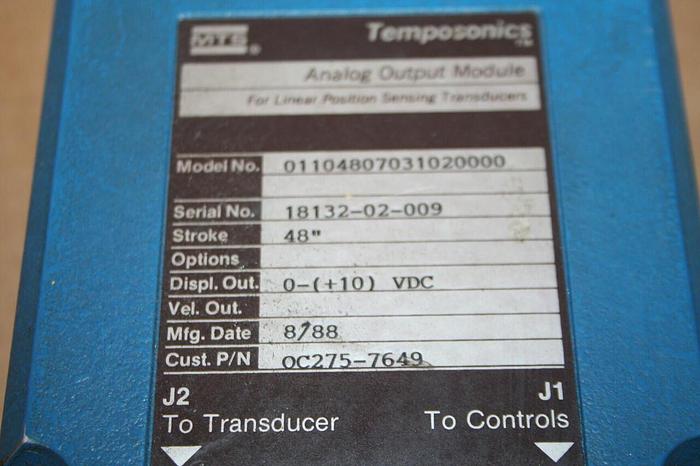 MTS ® Temposonics ™
Analog Output Module
For Linear Position Sensing Transducers
Model No. 01104807031020000
Serial No. 18132-02-009
Stroke 48"
Options
Displ. Out. 0-(+10) VDC
Vel. Out.
Mfg. Date 8/88
Cust. P/N OC275-7649
J2 J1
To Transducer To Controls